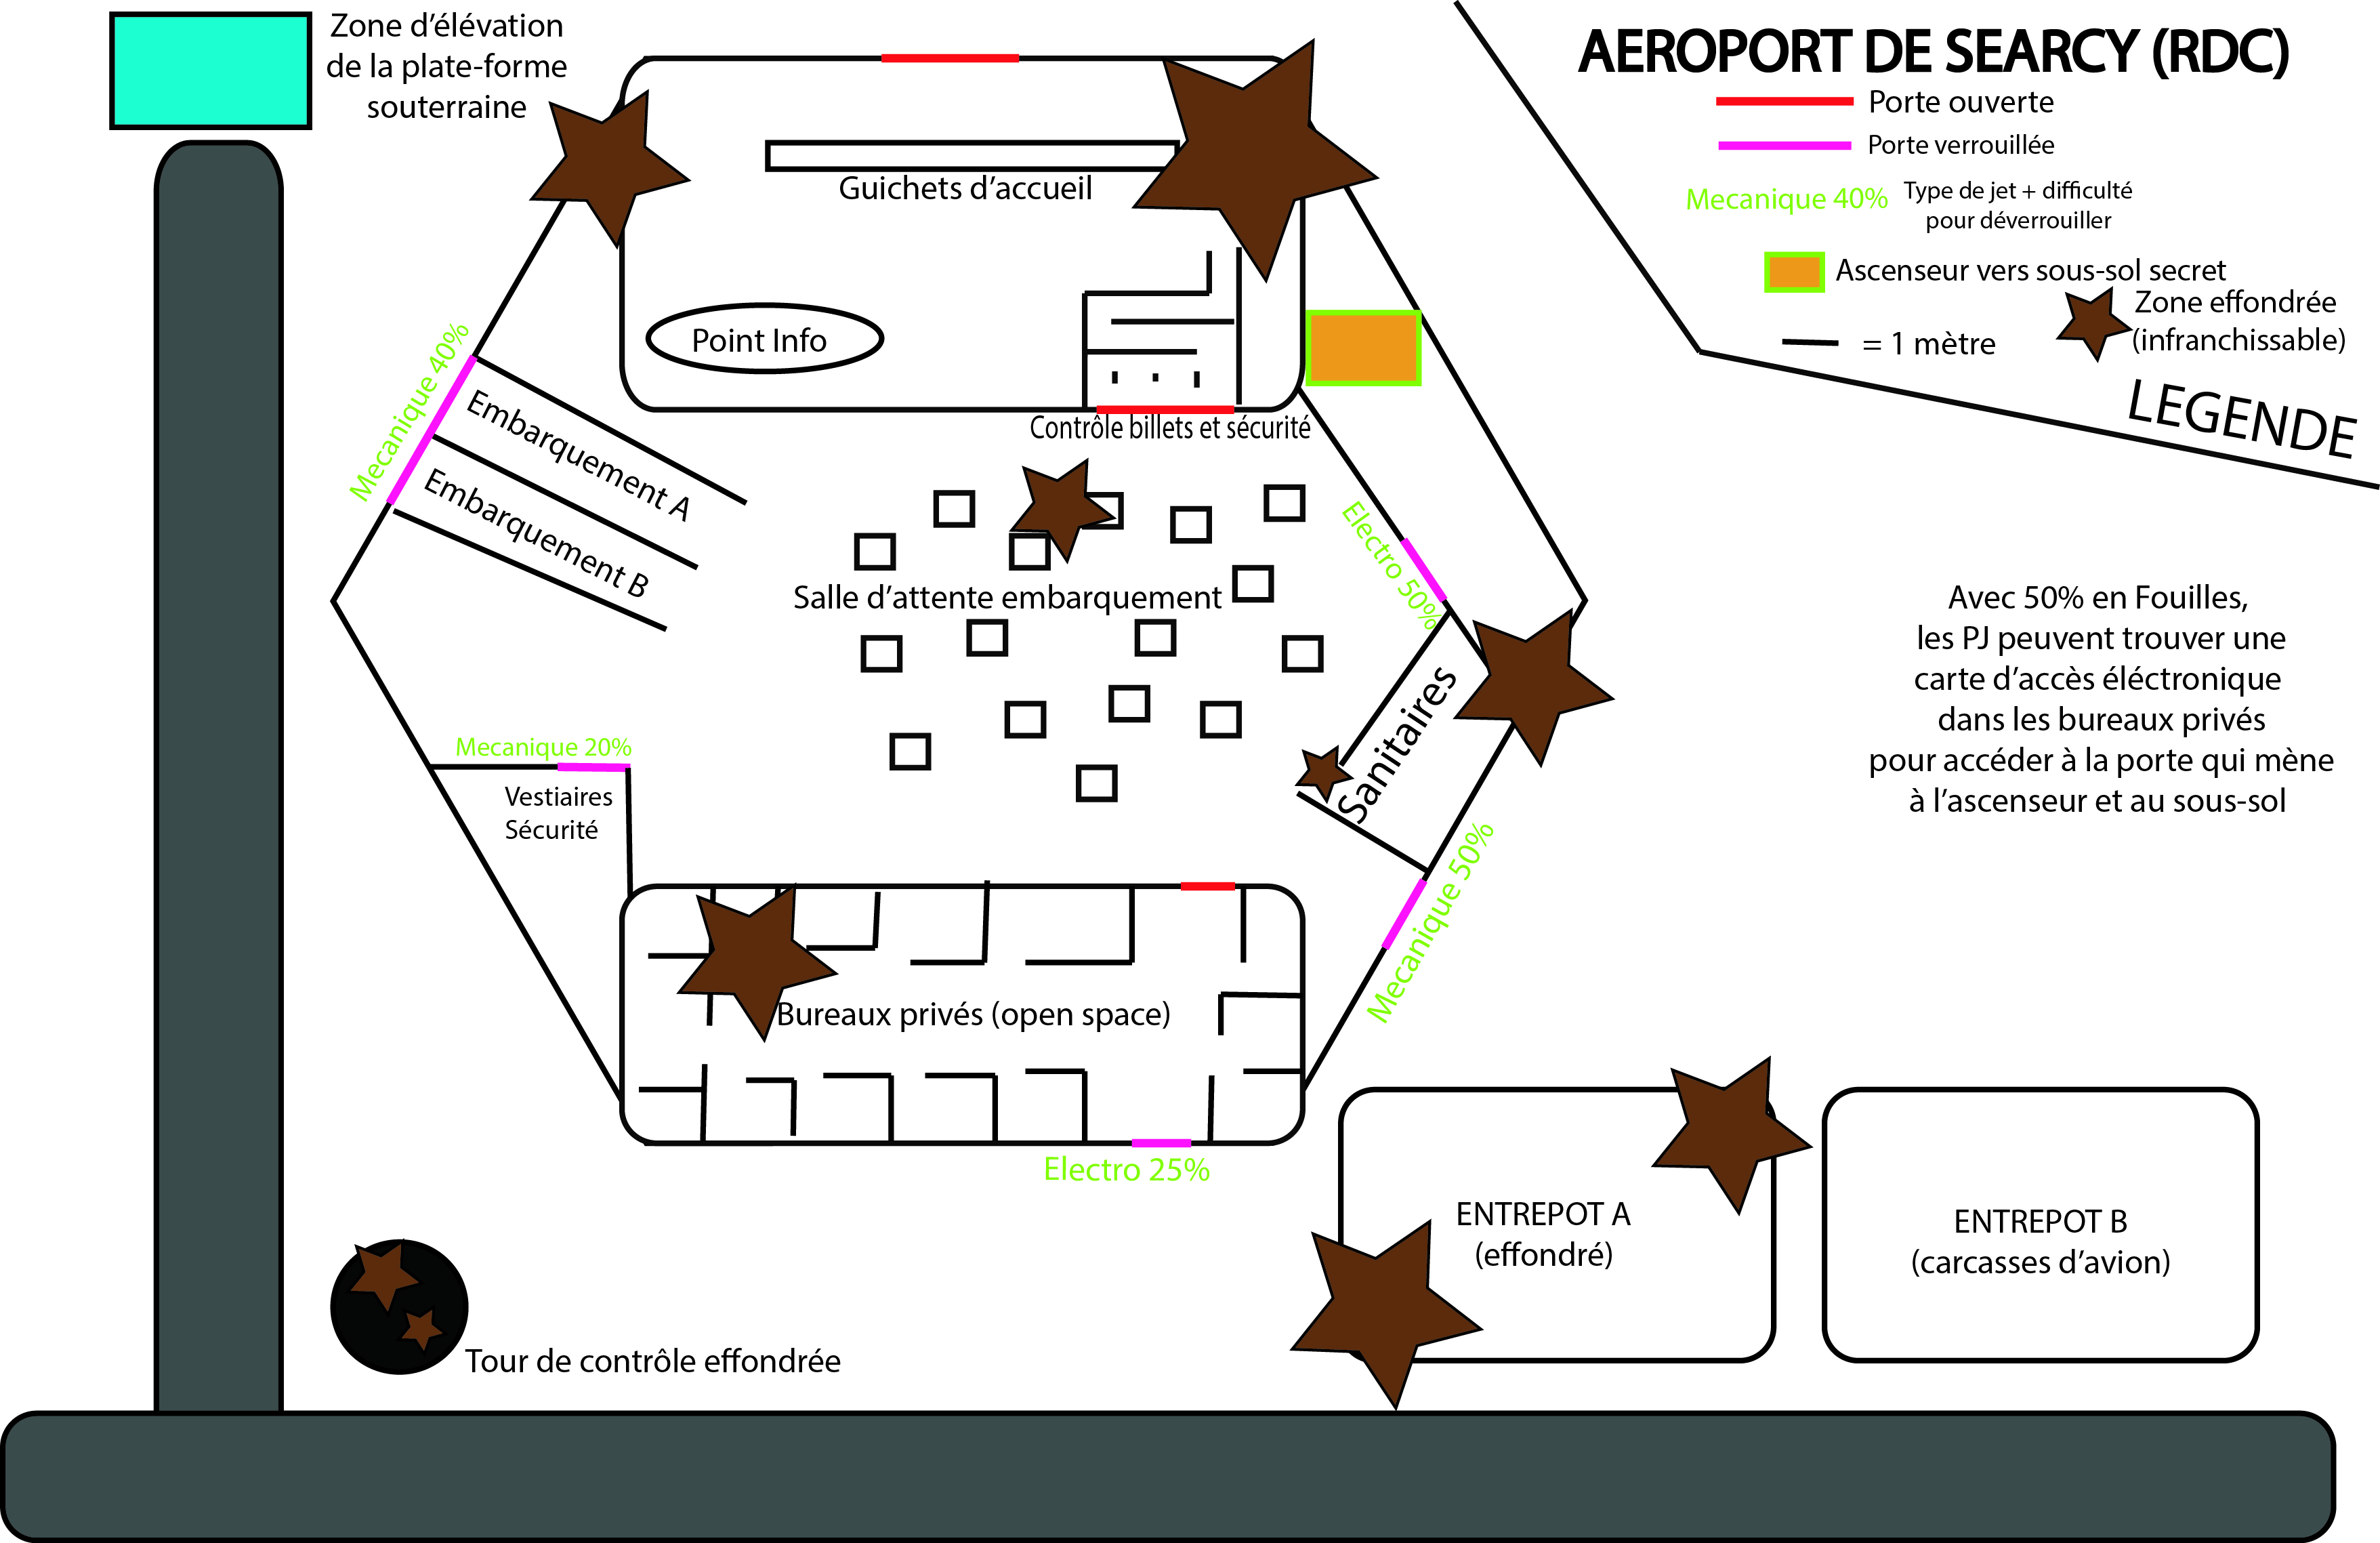 Zone d'élévation
de la plate-forme
souterraine
AEROPORT DE SEARCY (RDC)
Porte ouverte
Porte verrouillée
Mecanique 40%
Type de jet + difficulté
pour déverrouiller
Ascenseur vers sous-sol secret
Zone effondrée
(infranchissable)
= 1 mètre
LEGENDE
Guichets d'accueil
Point Info
Contrôle billets et sécurité
Mecanique 40%
Embarquement A
Embarquement B
Salle d'attente embarquement
Electro 50%
Sanitaires
Mecanique 20%
Vestiaires
Sécurité
Mecanique 50%
Bureaux privés (open space)
Electro 25%
Avec 50% en Fouilles,
les PJ peuvent trouver une
carte d'accès éléctronique
dans les bureaux privés
pour accéder à la porte qui mène
à l'ascenseur et au sous-sol
ENTREPOT A
(effondré)
ENTREPOT B
(carcasses d'avion)
Tour de contrôle effondrée